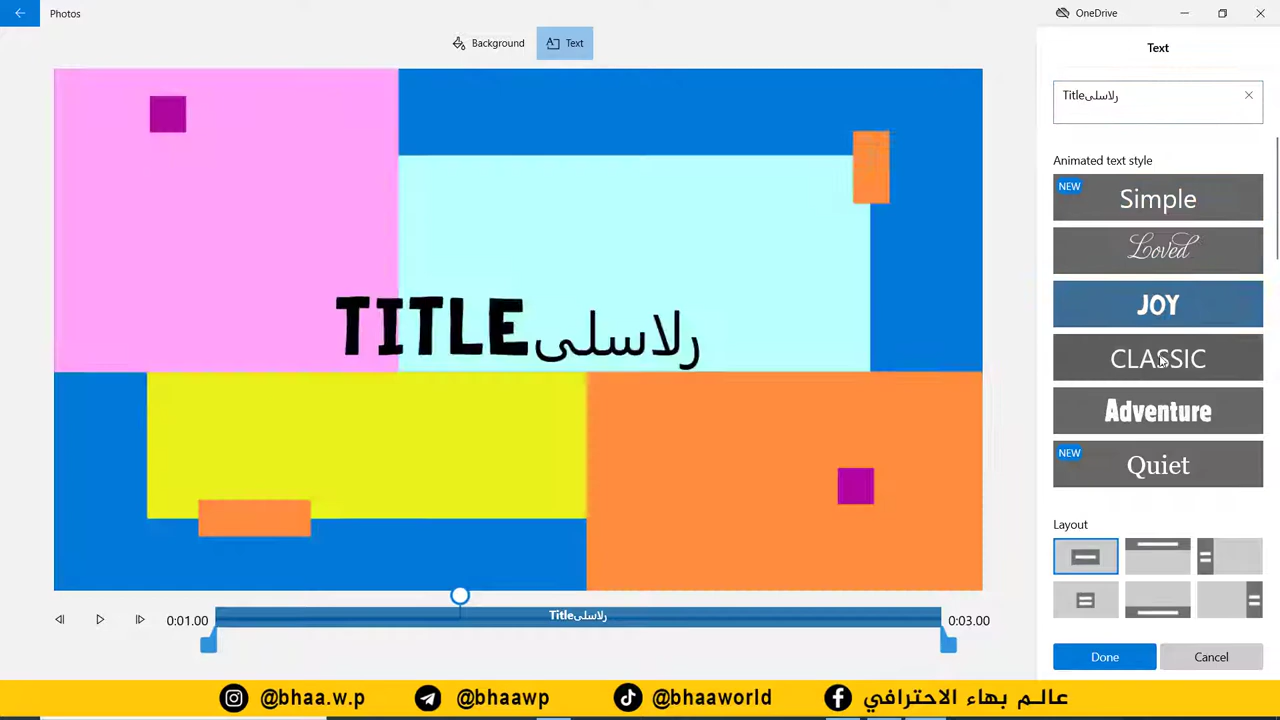 Photos
OneDrive
Background
Text
Text
Titleرلاسلى
Animated text style
NEW
Simple
Loved
JOY
CLASSIC
Adventure
NEW
Quiet
TITLEرلاسلى
Layout
0:01.00
Titleرلاسلى
0:03.00
Done
Cancel
@bhaa.w.p
@bhaawp
@bhaaworld
عالم بهاء الاحترافي